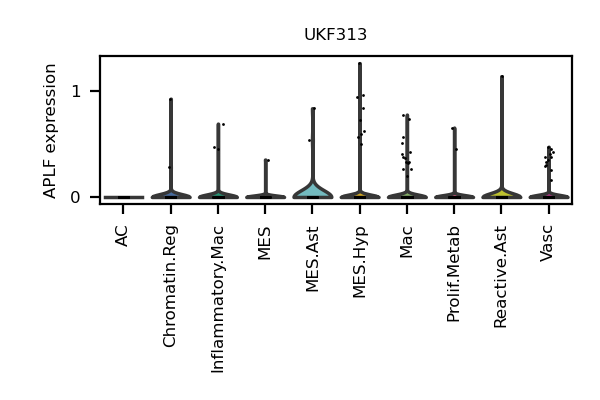 UKF313
APLF expression
1
0
AC
Chromatin.Reg
Inflammatory.Mac
MES
MES.Ast
MES.Hyp
Mac
Prolif.Metab
Reactive.Ast
Vasc